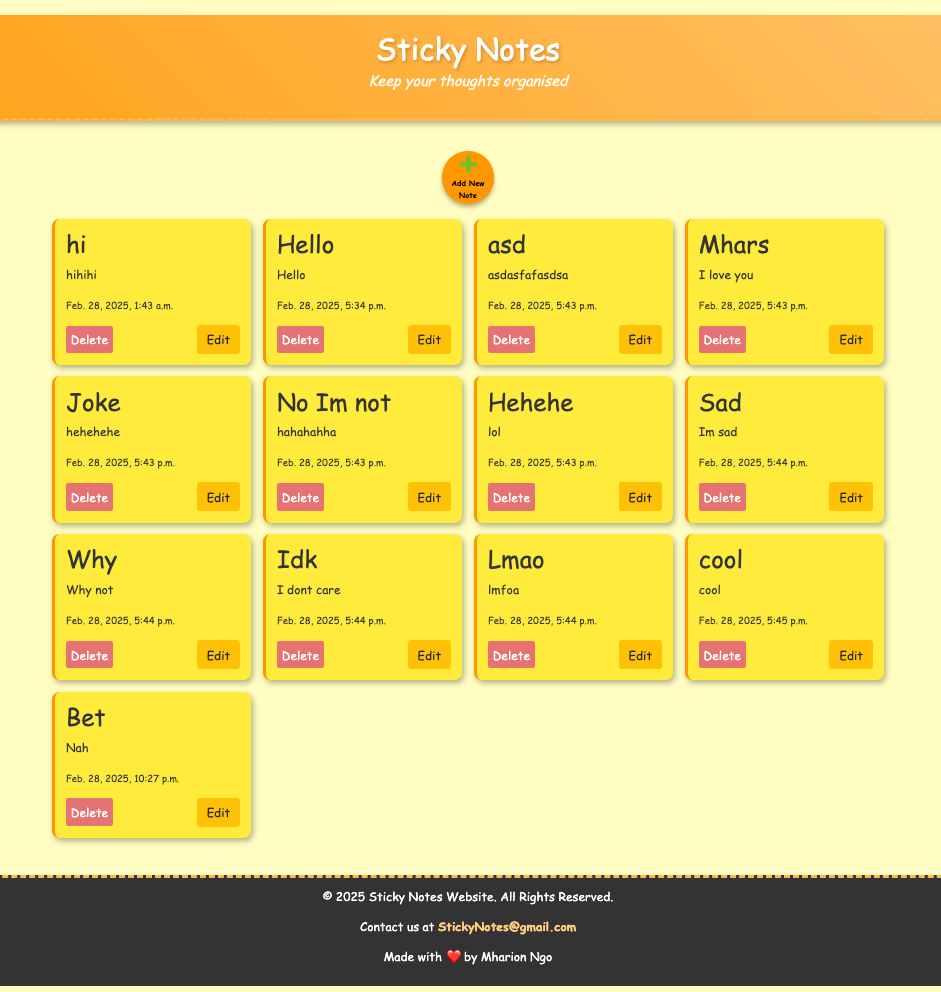 Sticky Notes
Keep your thoughts organised
Add New
Note
hi
hihihi
Feb. 28, 2025, 1:43 a.m.
Delete
Edit
Hello
Hello
Feb. 28, 2025, 5:34 p.m.
Delete
Edit
asd
asdasfafasdsa
Feb. 28, 2025, 5:43 p.m.
Delete
Edit
Mhars
I love you
Feb. 28, 2025, 5:43 p.m.
Delete
Edit
Joke
hehehehe
Feb. 28, 2025, 5:43 p.m.
Delete
Edit
No Im not
hahahahha
Feb. 28, 2025, 5:43 p.m.
Delete
Edit
Hehehe
lol
Feb. 28, 2025, 5:43 p.m.
Delete
Edit
Sad
Im sad
Feb. 28, 2025, 5:44 p.m.
Delete
Edit
Why
Why not
Feb. 28, 2025, 5:44 p.m.
Delete
Edit
Idk
I dont care
Feb. 28, 2025, 5:44 p.m.
Delete
Edit
Lmao
lmfoa
Feb. 28, 2025, 5:44 p.m.
Delete
Edit
cool
cool
Feb. 28, 2025, 5:45 p.m.
Delete
Edit
Bet
Nah
Feb. 28, 2025, 10:27 p.m.
Delete
Edit
© 2025 Sticky Notes Website. All Rights Reserved.
Contact us at StickyNotes@gmail.com
Made with ❤️ by Mharion Ngo